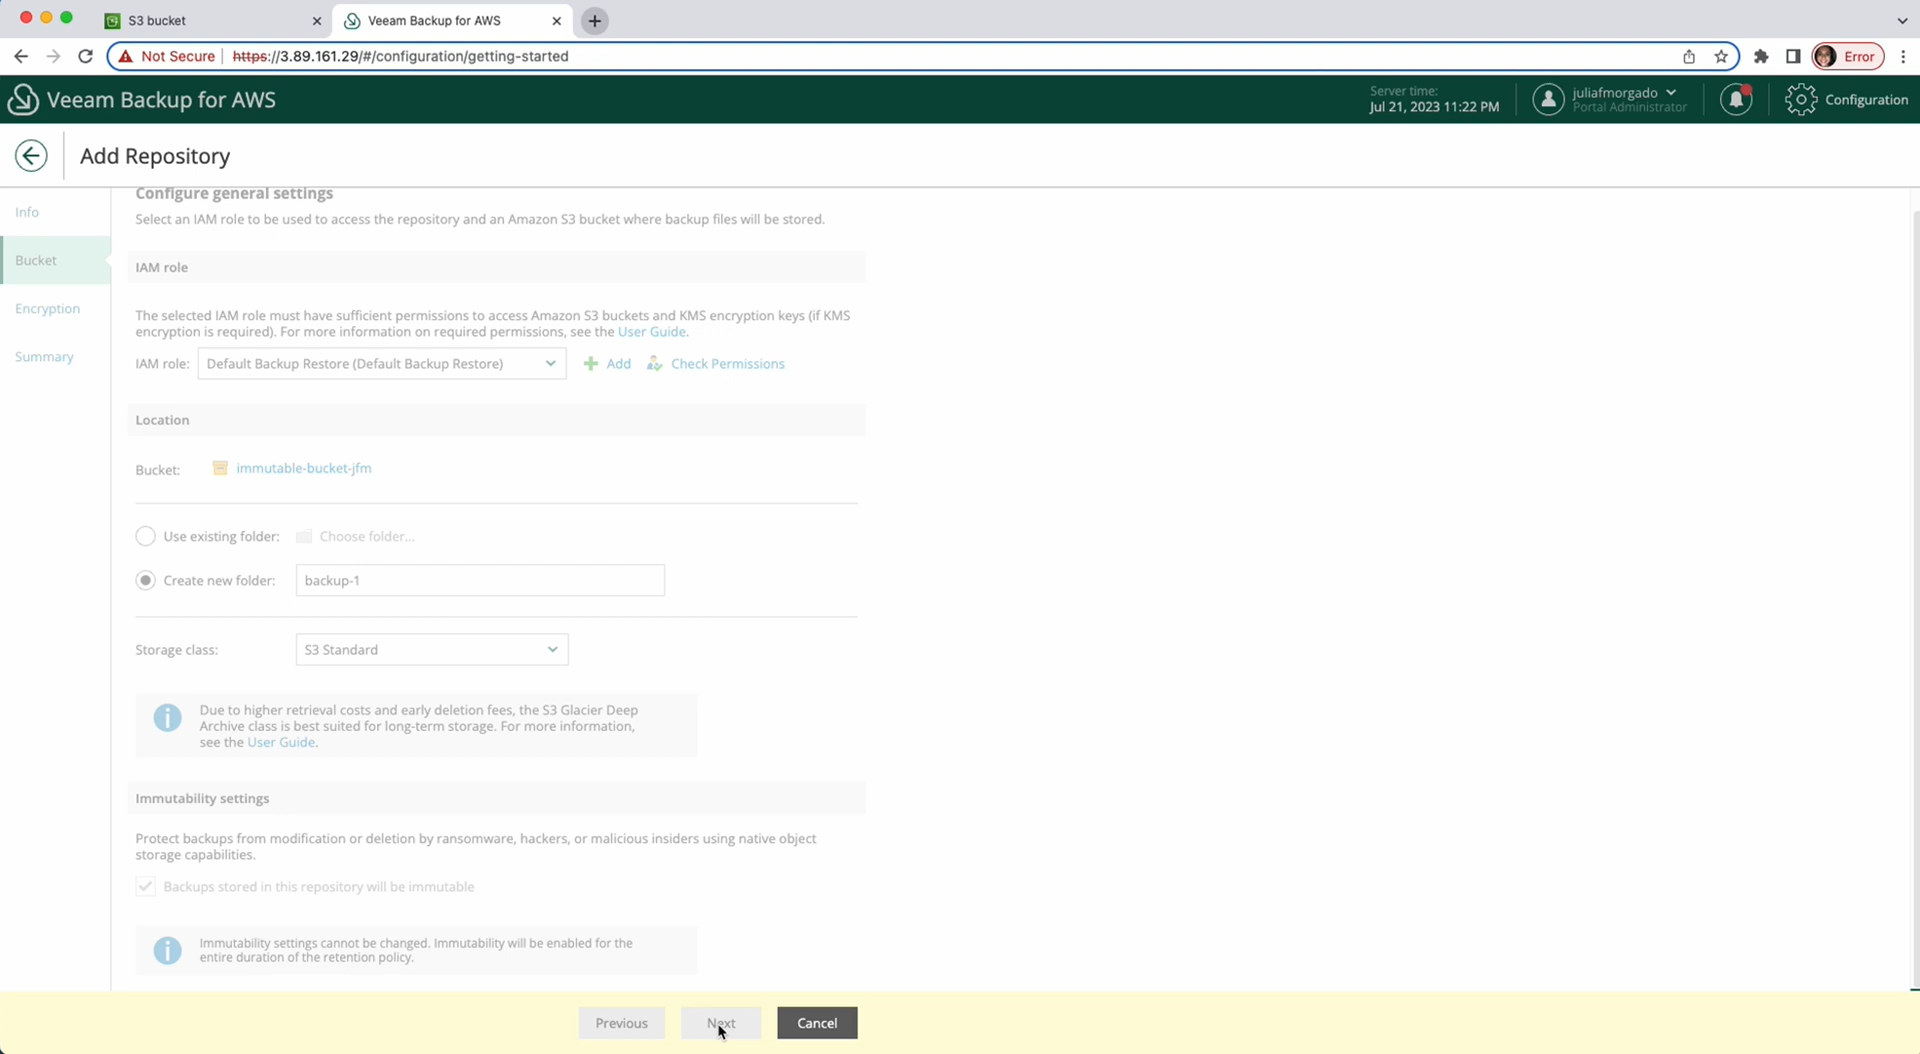 S3 bucket
Veeam Backup for AWS
Not Secure
https://3.89.161.29/#/configuration/getting-started
Error
Veeam Backup for AWS
Server time:
Jul 21, 2023 11:22 PM
juliafmorgado
Portal Administrator
Configuration
Add Repository
Info
Bucket
Encryption
Summary
Configure general settings
Select an IAM role to be used to access the repository and an Amazon S3 bucket where backup files will be stored.
IAM role
The selected IAM role must have sufficient permissions to access Amazon S3 buckets and KMS encryption keys (if KMS
encryption is required). For more information on required permissions, see the User Guide.
IAM role: Default Backup Restore (Default Backup Restore) Add Check Permissions
Location
Bucket: immutable-bucket-jfm
Use existing folder: Choose folder...
Create new folder: backup-1
Storage class: S3 Standard
Due to higher retrieval costs and early deletion fees, the S3 Glacier Deep
Archive class is best suited for long-term storage. For more information,
see the User Guide.
Immutability settings
Protect backups from modification or deletion by ransomware, hackers, or malicious insiders using native object
storage capabilities.
Backups stored in this repository will be immutable
Immutability settings cannot be changed. Immutability will be enabled for the
entire duration of the retention policy.
Previous Next Cancel